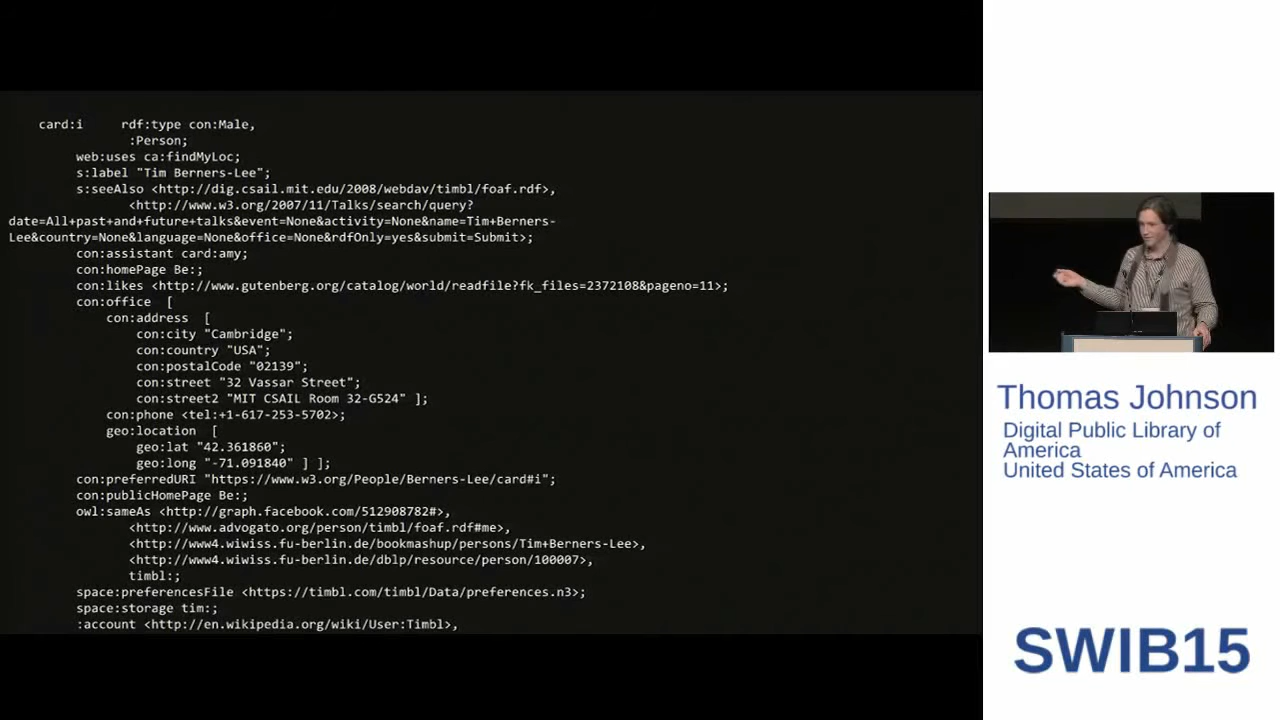 card:i     rdf:type con:Male,
:Person;
web:uses ca:findMyLoc;
s:label "Tim Berners-Lee";
s:seeAlso <http://dig.csail.mit.edu/2008/webdav/timbl/foaf.rdf>,
<http://www.w3.org/2007/11/Talks/search/query?
date=All+past+and+future+talks&event=None&activity=None&name=Tim+Berners-
Lee&country=None&language=None&office=None&rdfOnly=yes&submit=Submit>;
con:assistant card:amy;
con:homePage Be:;
con:likes <http://www.gutenberg.org/catalog/world/readfile?fk_files=2372108&pageno=11>;
con:office  [
con:address  [
con:city "Cambridge";
con:country "USA";
con:postalCode "02139";
con:street "32 Vassar Street";
con:street2 "MIT CSAIL Room 32-G524" ];
con:phone <tel:+1-617-253-5702>;
geo:location  [
geo:lat "42.361860";
geo:long "-71.091840" ] ];
con:preferredURI "https://www.w3.org/People/Berners-Lee/card#i";
con:publicHomePage Be:;
owl:sameAs <http://graph.facebook.com/512908782#>,
<http://www.advogato.org/person/timbl/foaf.rdf#me>,
<http://www4.wiwiss.fu-berlin.de/bookmashup/persons/Tim+Berners-Lee>,
<http://www4.wiwiss.fu-berlin.de/dblp/resource/person/100007>,
timbl:;
space:preferencesFile <https://timbl.com/timbl/Data/preferences.n3>;
space:storage tim:;
:account <http://en.wikipedia.org/wiki/User:Timbl>,
Thomas Johnson
Digital Public Library of
America
United States of America
SWIB15